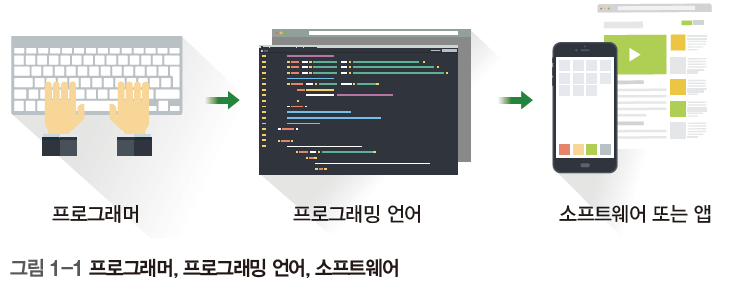 프로그래머
프로그래밍 언어
소프트웨어 또는 앱
그림 1-1 프로그래머, 프로그래밍 언어, 소프트웨어